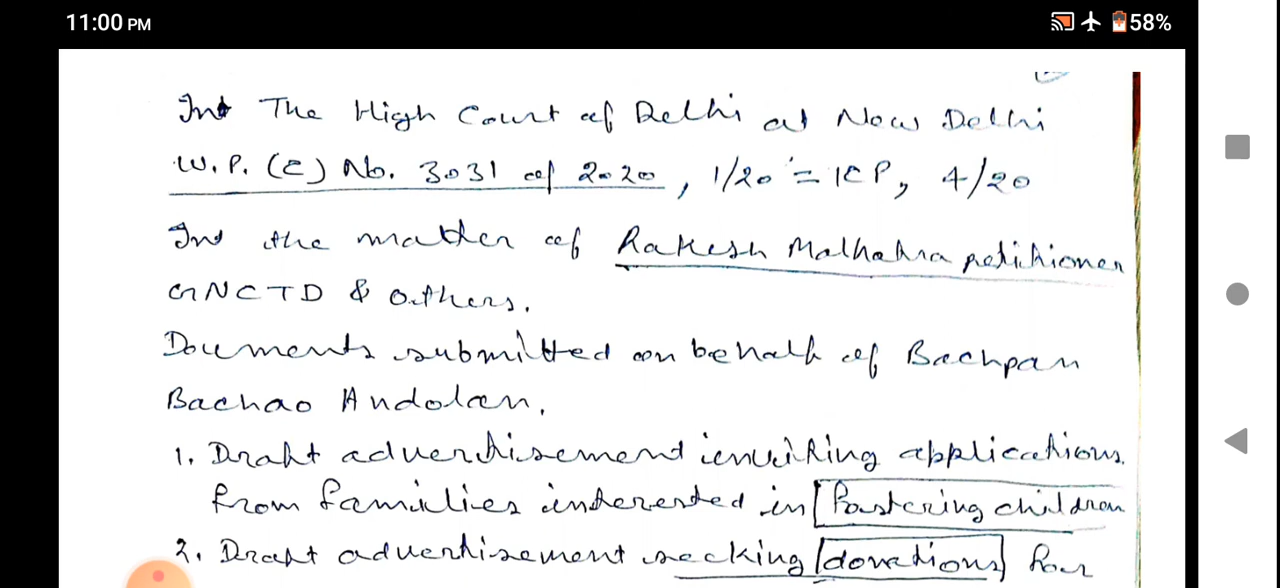 11:00 PM
58%
In The High Court of Delhi at New Delhi
W.P. (C) No. 3031 of 2020, 1/20 = ICP, 4/20
In the matter of Rakesh Malhotra petitioner
GNCTD & Others.
Douments submitted on behalf of Bachpan
Bachao Andolan.
1. Draft advertisement inviting applications
from families interested in fostering children
2. Draft advertisement seeking donations for